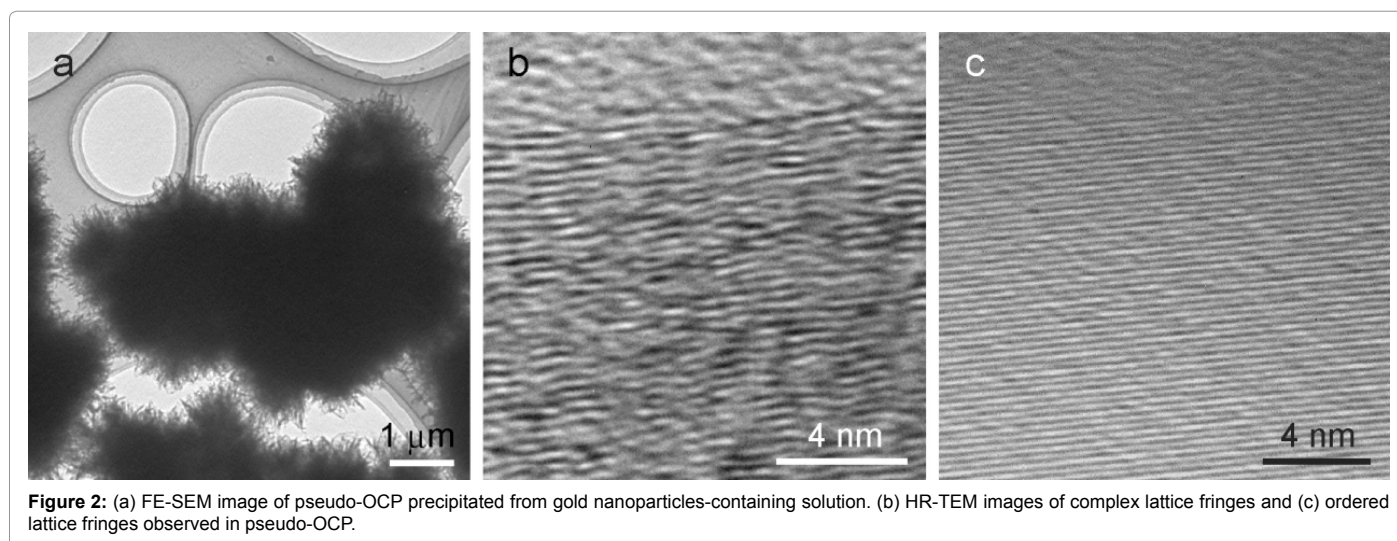 a
b
c
1 μm
4 nm
4 nm
Figure 2: (a) FE-SEM image of pseudo-OCP precipitated from gold nanoparticles-containing solution. (b) HR-TEM images of complex lattice fringes and (c) ordered
lattice fringes observed in pseudo-OCP.